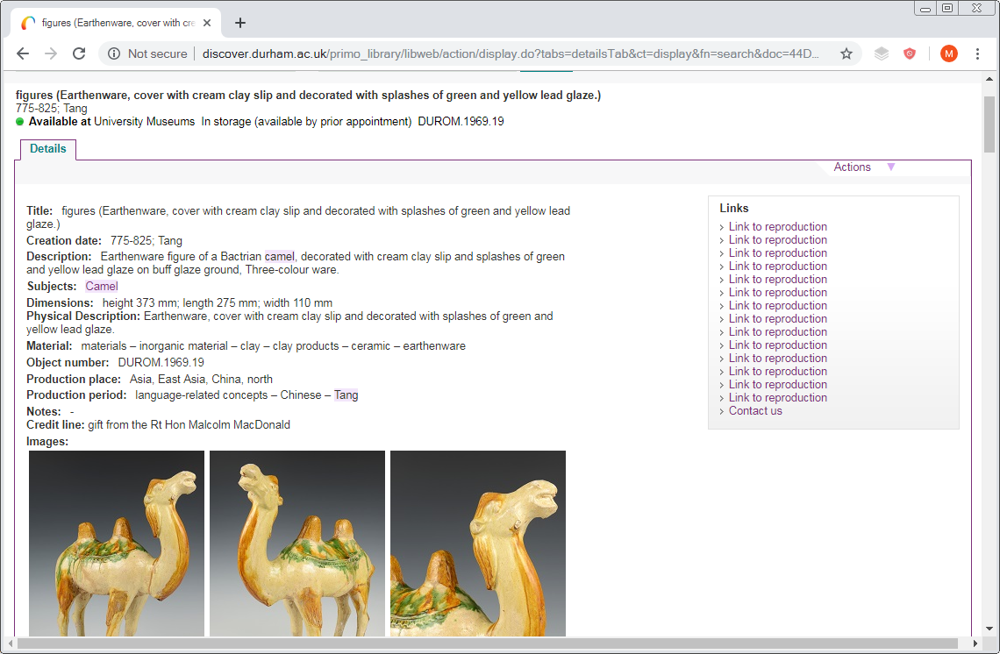 figures (Earthenware, cover with cre
Not secure
discover.durham.ac.uk/primo_library/libweb/action/display.do?tabs=detailsTab&ct=display&fn=search&doc=44D...
M
figures (Earthenware, cover with cream clay slip and decorated with splashes of green and yellow lead glaze.)
775-825; Tang
Available at University Museums In storage (available by prior appointment) DUROM.1969.19
Details
Actions
Title: figures (Earthenware, cover with cream clay slip and decorated with splashes of green and yellow lead
glaze.)
Creation date: 775-825; Tang
Description: Earthenware figure of a Bactrian camel, decorated with cream clay slip and splashes of green
and yellow lead glaze on buff glaze ground, Three-colour ware.
Subjects: Camel
Dimensions: height 373 mm; length 275 mm; width 110 mm
Physical Description: Earthenware, cover with cream clay slip and decorated with splashes of green and
yellow lead glaze.
Material: materials – inorganic material – clay – clay products – ceramic – earthenware
Object number: DUROM.1969.19
Production place: Asia, East Asia, China, north
Production period: language-related concepts – Chinese – Tang
Notes: -
Credit line: gift from the Rt Hon Malcolm MacDonald
Images:
Links
Link to reproduction
Link to reproduction
Link to reproduction
Link to reproduction
Link to reproduction
Link to reproduction
Link to reproduction
Link to reproduction
Link to reproduction
Link to reproduction
Link to reproduction
Link to reproduction
Link to reproduction
Link to reproduction
Contact us